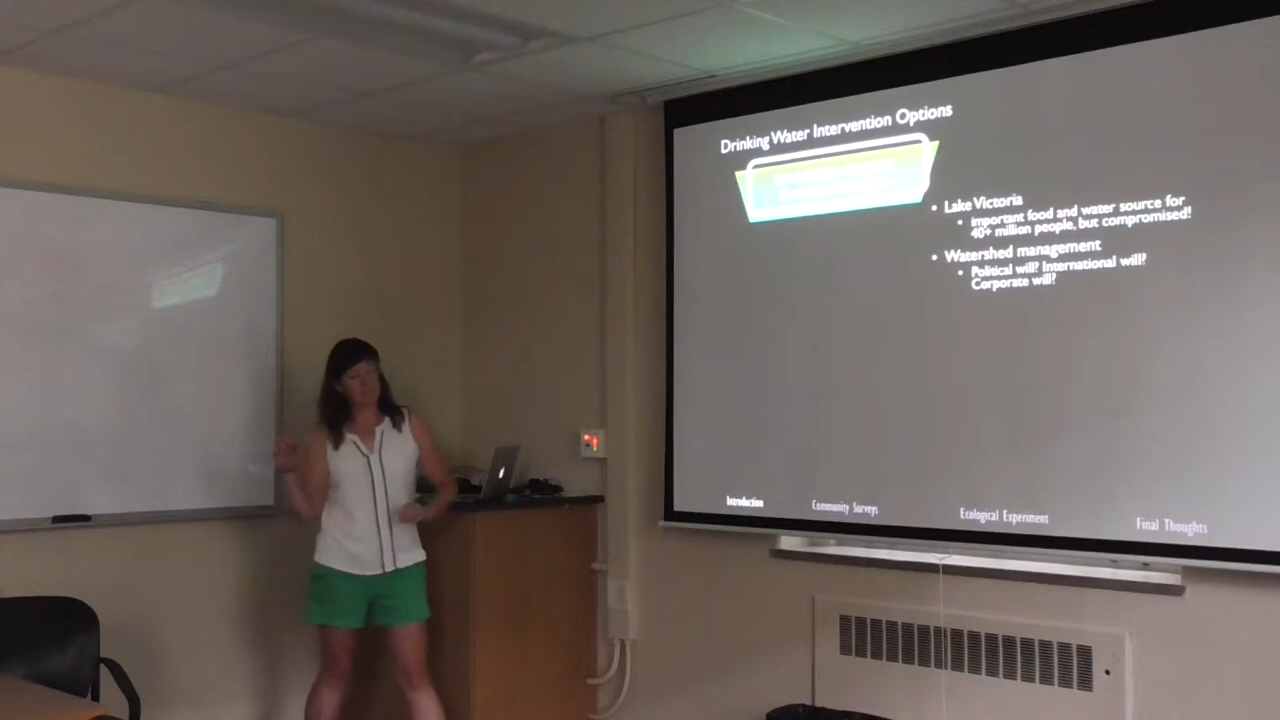 Drinking Water Intervention Options
• Lake Victoria
• important food and water source for
40+ million people, but compromised!
• Watershed management
• Political will? International will?
Corporate will?
Introduction
Community Surveys
Ecological Experiment
Final Thoughts